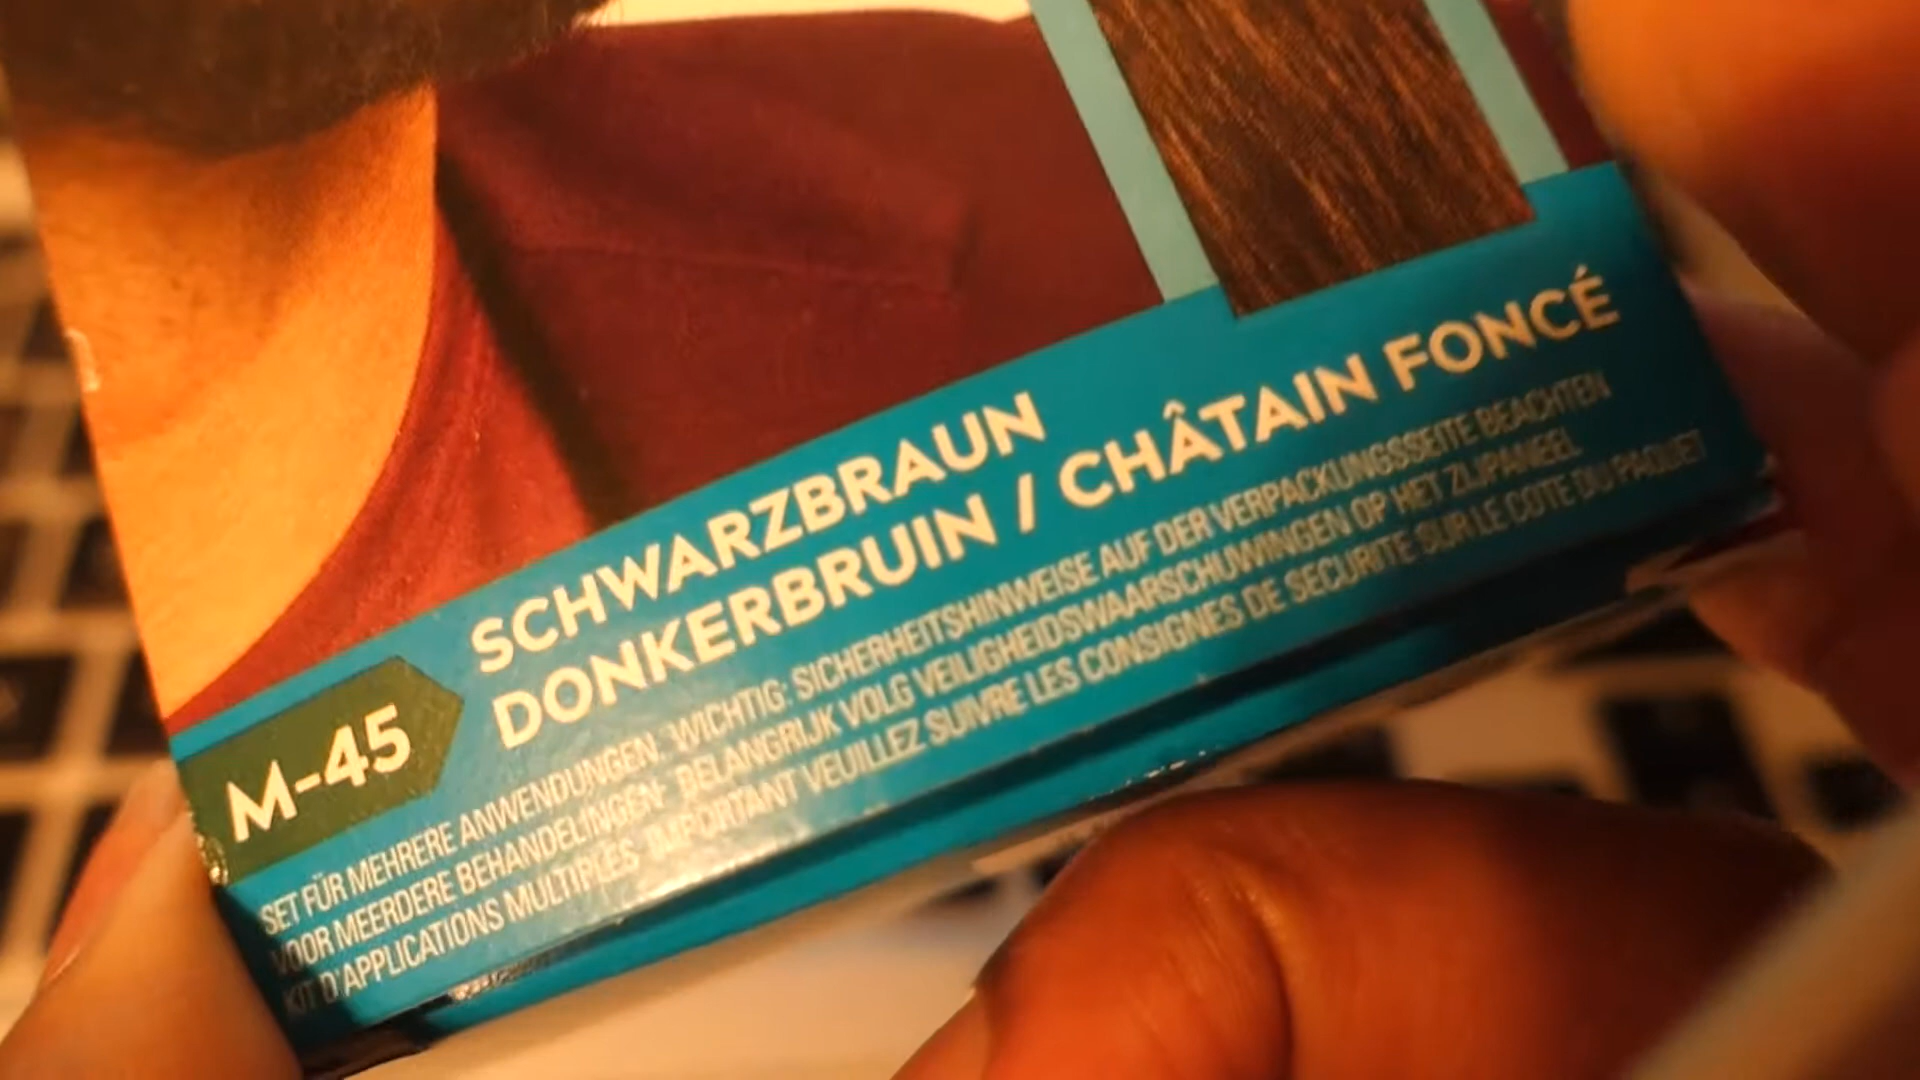 SCHWARZBRAUN
DONKERBRUIN / CHÂTAIN FONCÉ
M-45
SET FÜR MEHRERE ANWENDUNGEN. WICHTIG: SICHERHEITSHINWEISE AUF DER VERPACKUNGSSEITE BEACHTEN
VOOR MEERDERE BEHANDELINGEN BELANGRIJK VOLG VEILIGHEIDSWAARSCHUWINGEN OP HET ZIJPANEEL
KIT D'APPLICATIONS MULTIPLES IMPORTANT VEUILLEZ SUIVRE LES CONSIGNES DE SECURITE SUR LE COTE DU PAQUET